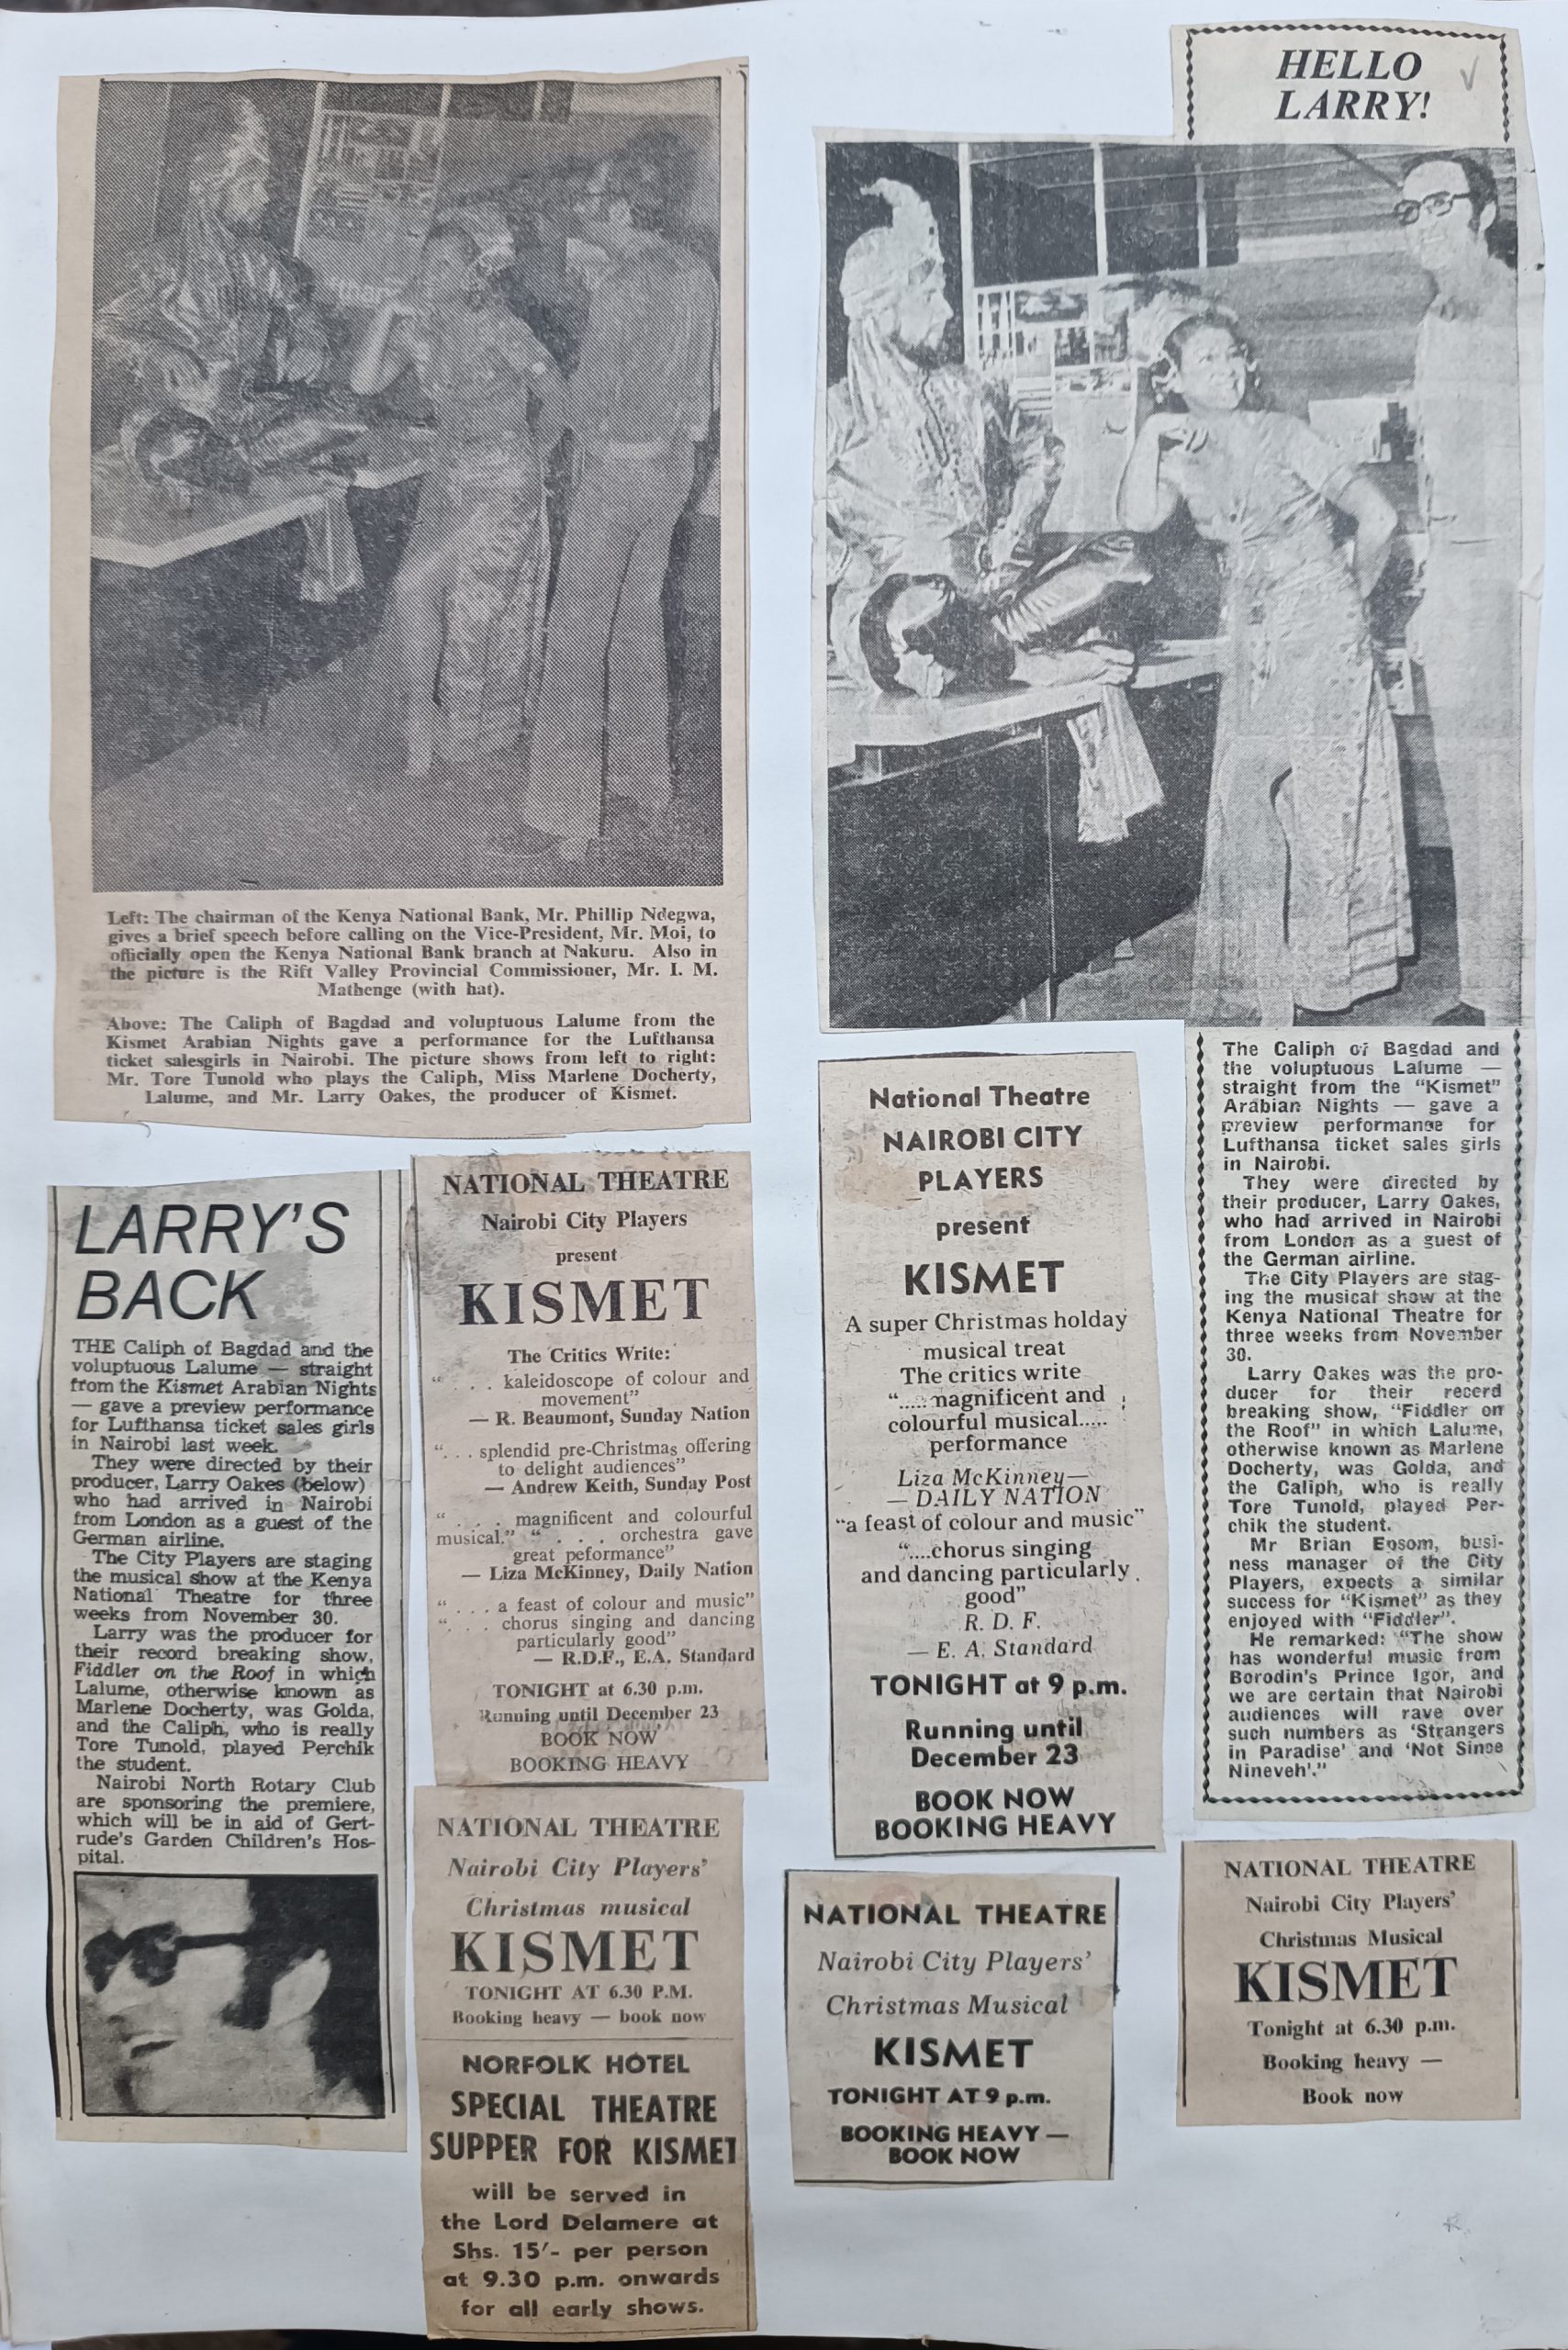 Left: The chairman of the Kenya National Bank, Mr. Phillip Ndegwa,
gives a brief speech before calling on the Vice-President, Mr. Moi, to
officially open the Kenya National Bank branch at Nakuru. Also in
the picture is the Rift Valley Provincial Commissioner, Mr. I. M.
Mathenge (with hat).
Above: The Caliph of Bagdad and voluptuous Lalume from the
Kismet Arabian Nights gave a performance for the Lufthansa
ticket salesgirls in Nairobi. The picture shows from left to right:
Mr. Tore Tunold who plays the Caliph, Miss Marlene Docherty,
Lalume, and Mr. Larry Oakes, the producer of Kismet.
HELLO
LARRY!
The Caliph of Bagdad and
the voluptuous Lalume —
straight from the “Kismet”
Arabian Nights — gave a
preview performanse for
Lufthansa ticket sales girls
in Nairobi.
They were directed by
their producer, Larry Oakes,
who had arrived in Nairobi
from London as a guest of
the German airline.
The City Players are stag-
ing the musical show at the
Kenya National Theatre for
three weeks from November
30.
Larry Oakes was the pro-
ducer for their record
breaking show, “Fiddler on
the Roof” in which Lalume,
otherwise known as Marlene
Docherty, was Golda, and
the Caliph, who is really
Tore Tunold, played Per-
chik the student.
Mr Brian Epsom, busi-
ness manager of the City
Players, expects a similar
success for “Kismet” as they
enjoyed with “Fiddler”.
He remarked: “The show
has wonderful music from
Borodin's Prince Igor, and
we are certain that Nairobi
audiences will rave over
such numbers as ‘Strangers
in Paradise’ and ‘Not Since
Nineveh’.”
LARRY'S
BACK
THE Caliph of Bagdad and the
voluptuous Lalume — straight
from the Kismet Arabian Nights
— gave a preview performance
for Lufthansa ticket sales girls
in Nairobi last week.
They were directed by their
producer, Larry Oakes (below)
who had arrived in Nairobi
from London as a guest of the
German airline.
The City Players are staging
the musical show at the Kenya
National Theatre for three
weeks from November 30.
Larry was the producer for
their record breaking show,
Fiddler on the Roof in which
Lalume, otherwise known as
Marlene Docherty, was Golda,
and the Caliph, who is really
Tore Tunold, played Perchik
the student.
Nairobi North Rotary Club
are sponsoring the premiere,
which will be in aid of Gert-
rude's Garden Children's Hos-
pital.
NATIONAL THEATRE
Nairobi City Players
present
KISMET
The Critics Write:
“ . . . kaleidoscope of colour and
movement”
— R. Beaumont, Sunday Nation
“ . . . splendid pre-Christmas offering
to delight audiences”
— Andrew Keith, Sunday Post
“ . . . . magnificent and colourful
musical.” “ . . . . orchestra gave
great peformance”
— Liza McKinney, Daily Nation
“ . . . a feast of colour and music”
“ . . . . chorus singing and dancing
particularly good”
— R.D.F., E.A. Standard
TONIGHT at 6.30 p.m.
Running until December 23
BOOK NOW
BOOKING HEAVY
NATIONAL THEATRE
Nairobi City Players’
Christmas musical
KISMET
TONIGHT AT 6.30 P.M.
Booking heavy — book now
NORFOLK HOTEL
SPECIAL THEATRE
SUPPER FOR KISMET
will be served in
the Lord Delamere at
Shs. 15’- per person
at 9.30 p.m. onwards
for all early shows.
National Theatre
NAIROBI CITY
PLAYERS
present
KISMET
A super Christmas holday
musical treat
The critics write
“.....magnificent and
colourful musical.....
performance
Liza McKinney—
— DAILY NATION
“a feast of colour and music”
“....chorus singing
and dancing particularly
good”
R. D. F.
— E. A. Standard
TONIGHT at 9 p.m.
Running until
December 23
BOOK NOW
BOOKING HEAVY
NATIONAL THEATRE
Nairobi City Players’
Christmas Musical
KISMET
TONIGHT AT 9 p.m.
BOOKING HEAVY —
BOOK NOW
NATIONAL THEATRE
Nairobi City Players’
Christmas Musical
KISMET
Tonight at 6.30 p.m.
Booking heavy —
Book now